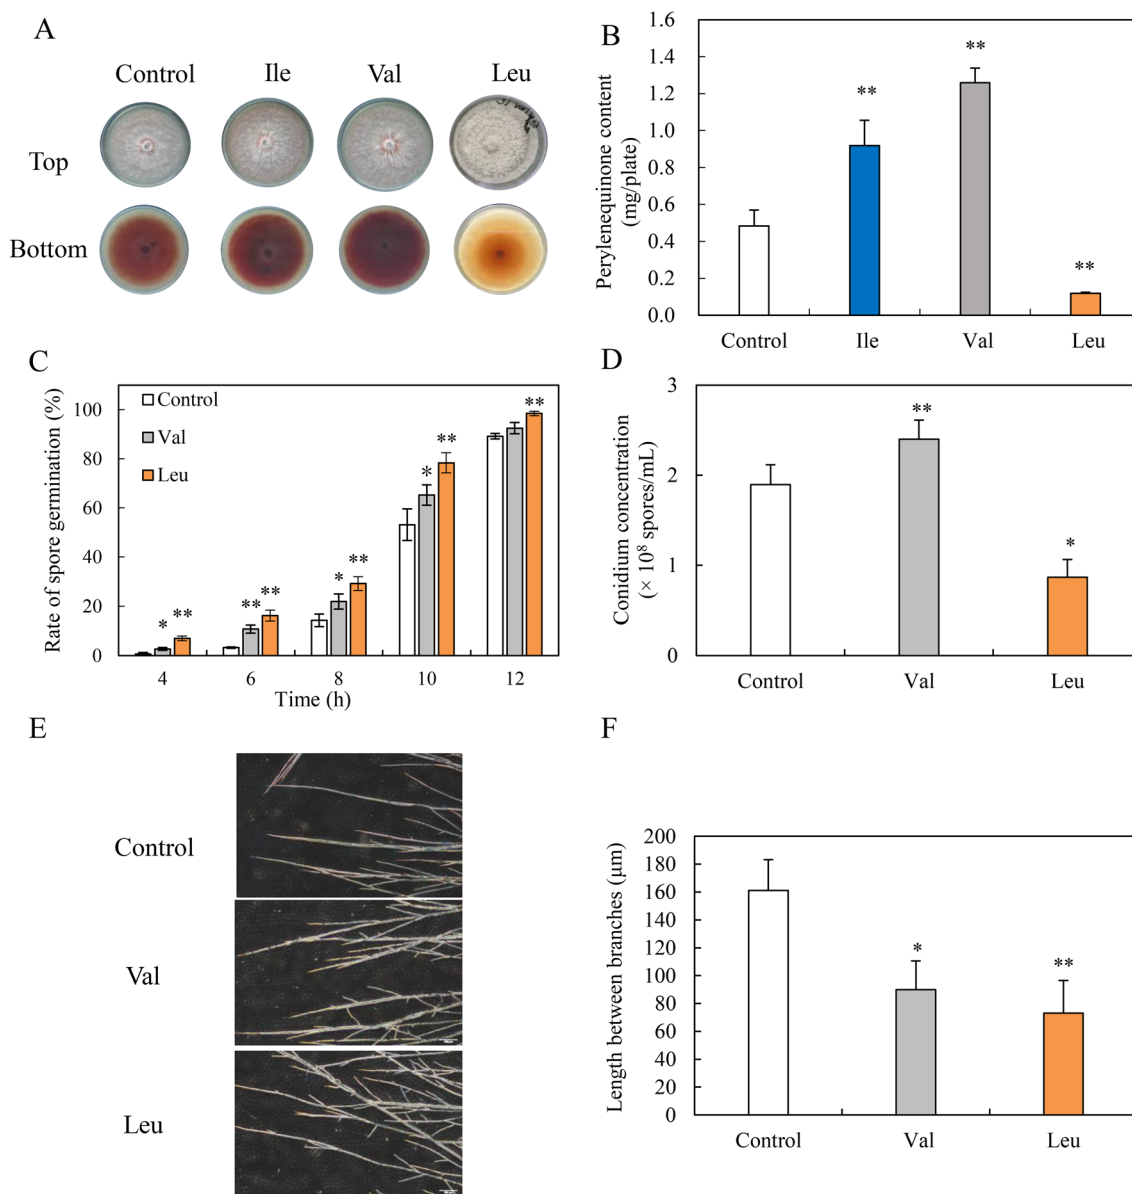 A
Control
Ile
Val
Leu
Top
Bottom
B
Perylenequinone content
(mg/plate)
1.6
1.4
1.2
1.0
0.8
0.6
0.4
0.2
0.0
**
**
**
Control
Ile
Val
Leu
C
Rate of spore germination (%)
100
80
60
40
20
0
Control
Val
Leu
*
**
**
**
*
**
*
**
**
4
6
8
10
12
Time (h)
D
Conidium concentration
(× 10⁸ spores/mL)
3
2
1
0
**
*
Control
Val
Leu
E
Control
Val
Leu
F
Length between branches (μm)
200
180
160
140
120
100
80
60
40
20
0
*
**
Control
Val
Leu